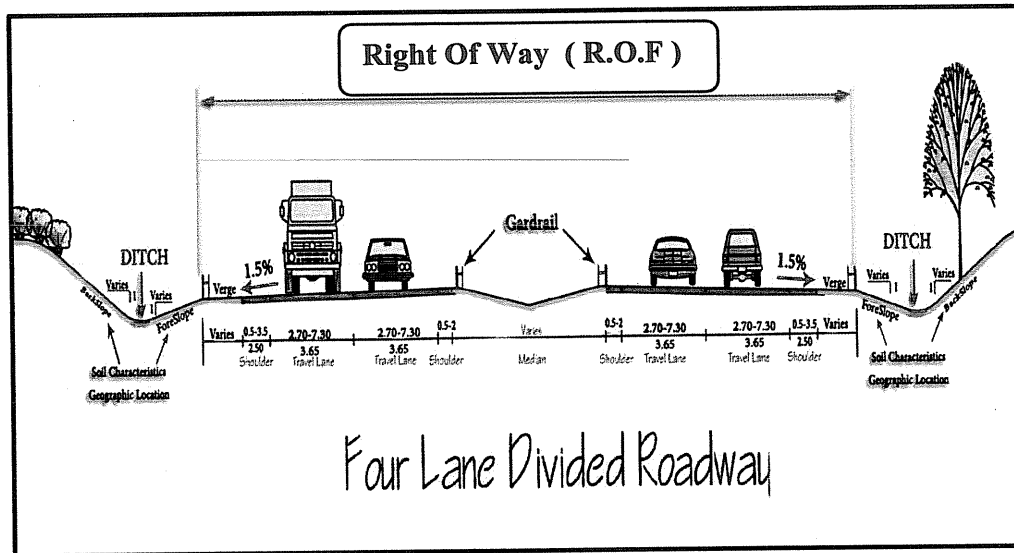 Right Of Way ( R.O.F )
Gardrail
DITCH
DITCH
1.5%
1.5%
Varies
1
Varies
1
Verge
Verge
Varies
1
Varies
1
BackSlope
ForeSlope
ForeSlope
BackSlope
Varies 0.5-3.5 2.70-7.30 2.70-7.30 0.5-2 Varies 0.5-2 2.70-7.30 2.70-7.30 0.5-3.5 Varies
2.50 3.65 3.65 3.65 3.65 2.50
Shoulder Travel Lane Travel Lane Shoulder Median Shoulder Travel Lane Travel Lane Shoulder
Soil Characteristics
Geographic Location
Soil Characteristics
Geographic Location
Four Lane Divided Roadway